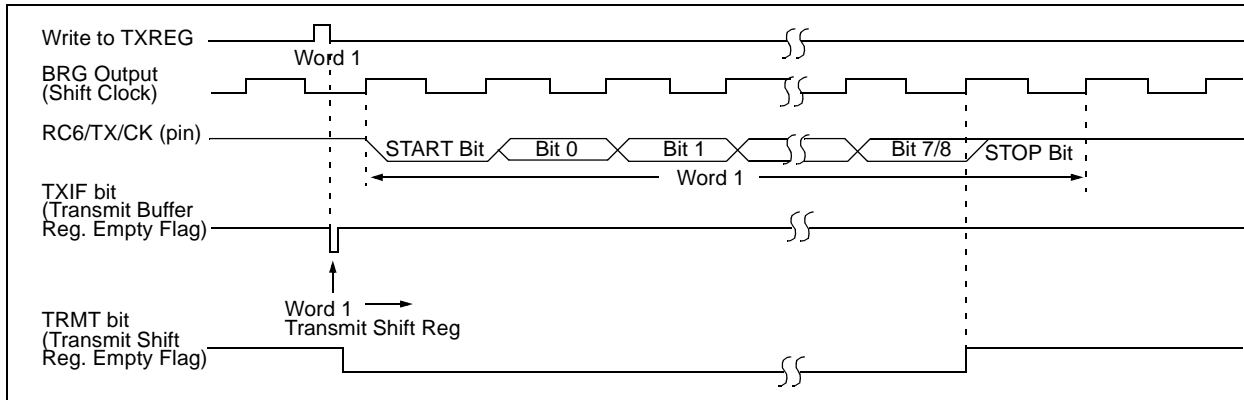 Write to TXREG
Word 1
BRG Output
(Shift Clock)
RC6/TX/CK (pin)
START Bit
Bit 0
Bit 1
Bit 7/8
STOP Bit
Word 1
TXIF bit
(Transmit Buffer
Reg. Empty Flag)
Word 1
Transmit Shift Reg
TRMT bit
(Transmit Shift
Reg. Empty Flag)